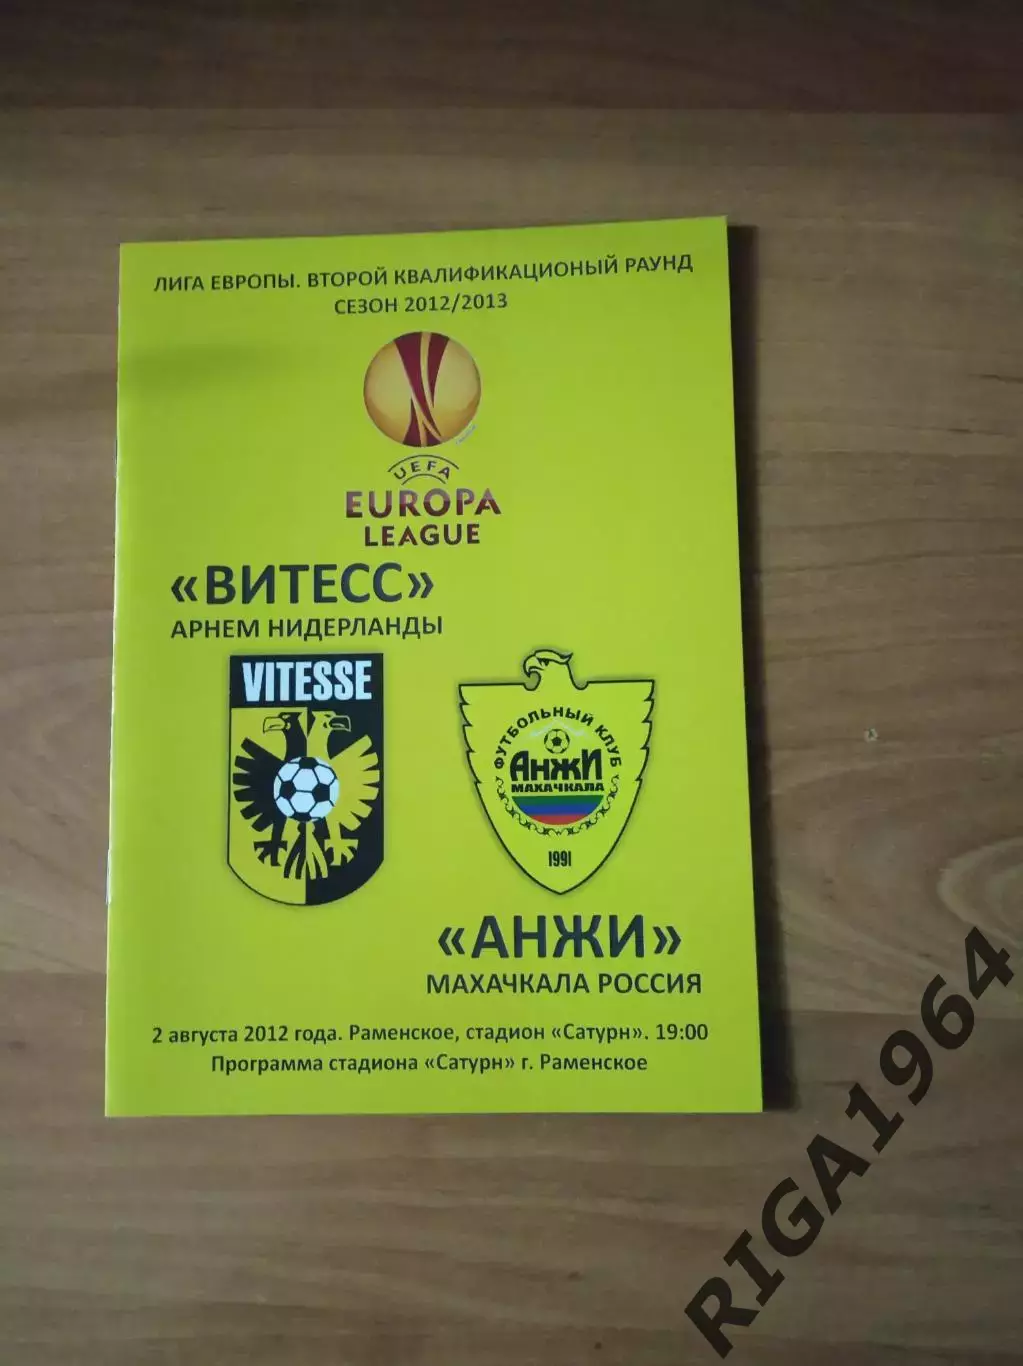 ЛИГА ЕВРОПЫ. ВТОРОЙ КВАЛИФИКАЦИОНЫЙ РАУНД
СЕЗОН 2012/2013
UEFA
EUROPA
LEAGUE
«ВИТЕСС»
АРНЕМ НИДЕРЛАНДЫ
VITESSE
ФУТБОЛЬНЫЙ КЛУБ
АНЖИ
МАХАЧКАЛА
1991
«АНЖИ»
МАХАЧКАЛА РОССИЯ
2 августа 2012 года. Раменское, стадион «Сатурн». 19:00
Программа стадиона «Сатурн» г. Раменское
RIGA1964